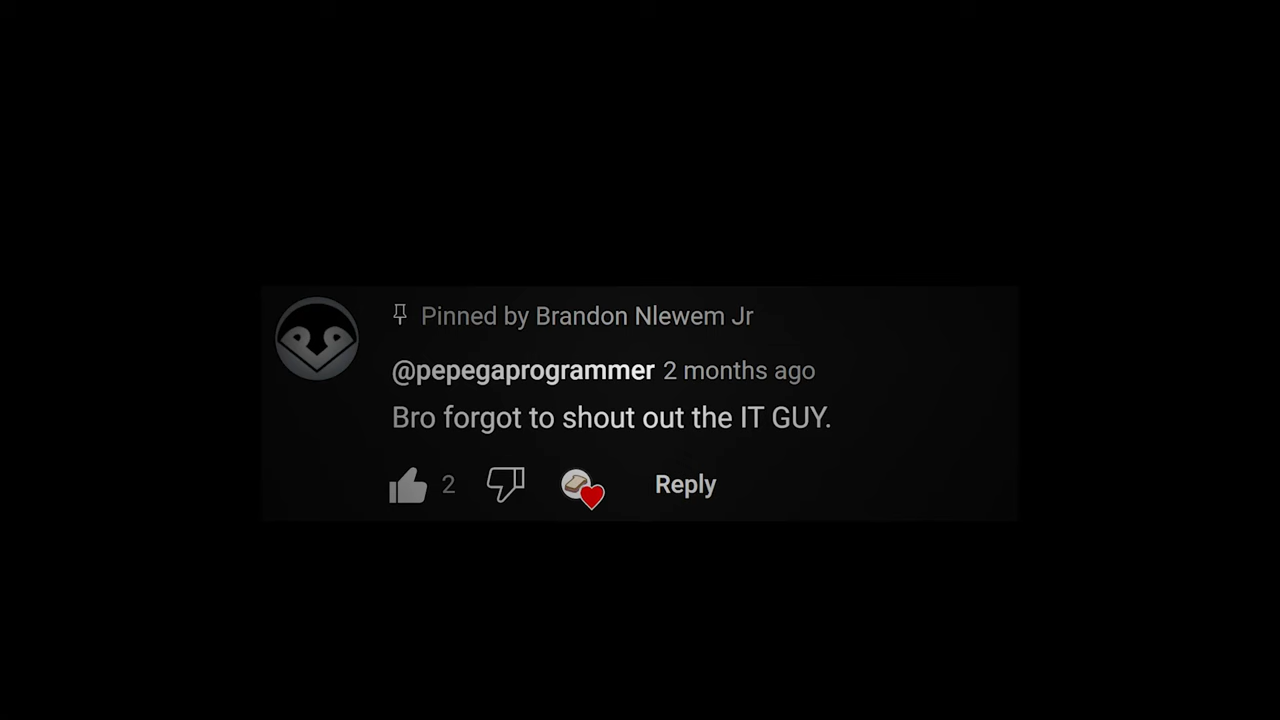 Pinned by Brandon Nlewem Jr
@pepegaprogrammer 2 months ago
Bro forgot to shout out the IT GUY.
2 Reply